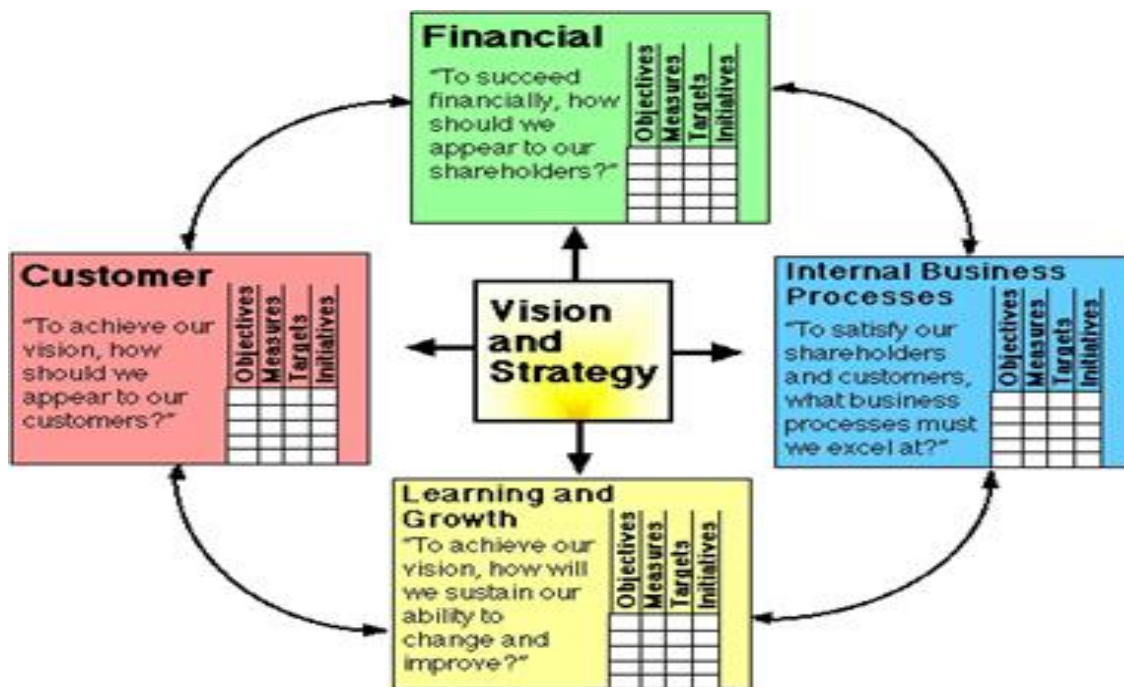 Financial
"To succeed
financially, how
should we
appear to our
shareholders?"
Objectives
Measures
Targets
Initiatives
Customer
"To achieve our
vision, how
should we
appear to our
customers?"
Objectives
Measures
Targets
Initiatives
Vision
and
Strategy
Internal Business
Processes
"To satisfy our
shareholders
and customers,
what business
processes must
we excel at?"
Objectives
Measures
Targets
Initiatives
Learning and
Growth
"To achieve our
vision, how will
we sustain our
ability to
change and
improve?"
Objectives
Measures
Targets
Initiatives